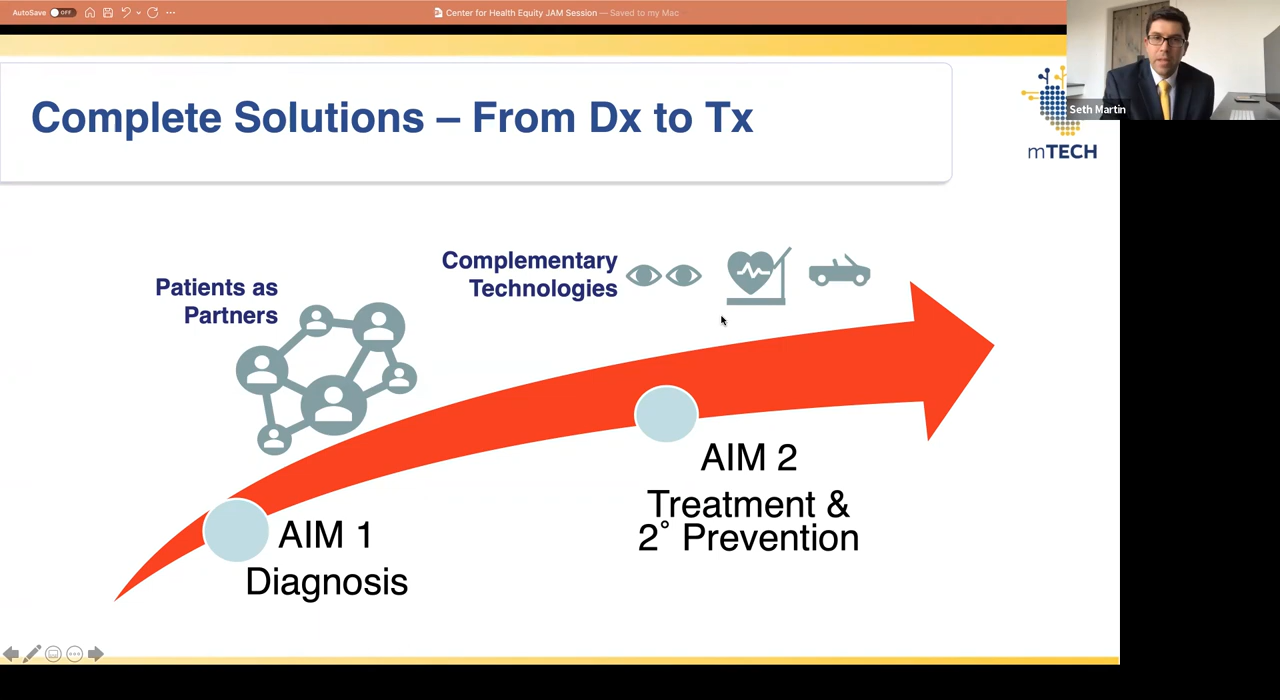 AutoSave OFF
Center for Health Equity JAM Session — Saved to my Mac
Seth Martin
mTECH
Complete Solutions – From Dx to Tx
Patients as
Partners
Complementary
Technologies
AIM 1
Diagnosis
AIM 2
Treatment &
2° Prevention